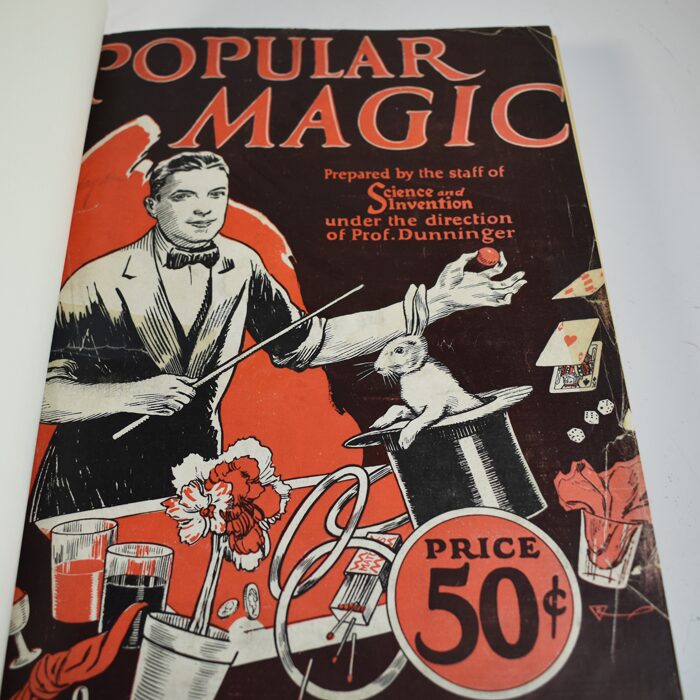 POPULAR
MAGIC
Prepared by the staff of
Science and
Invention
under the direction
of Prof. Dunninger
PRICE
50¢